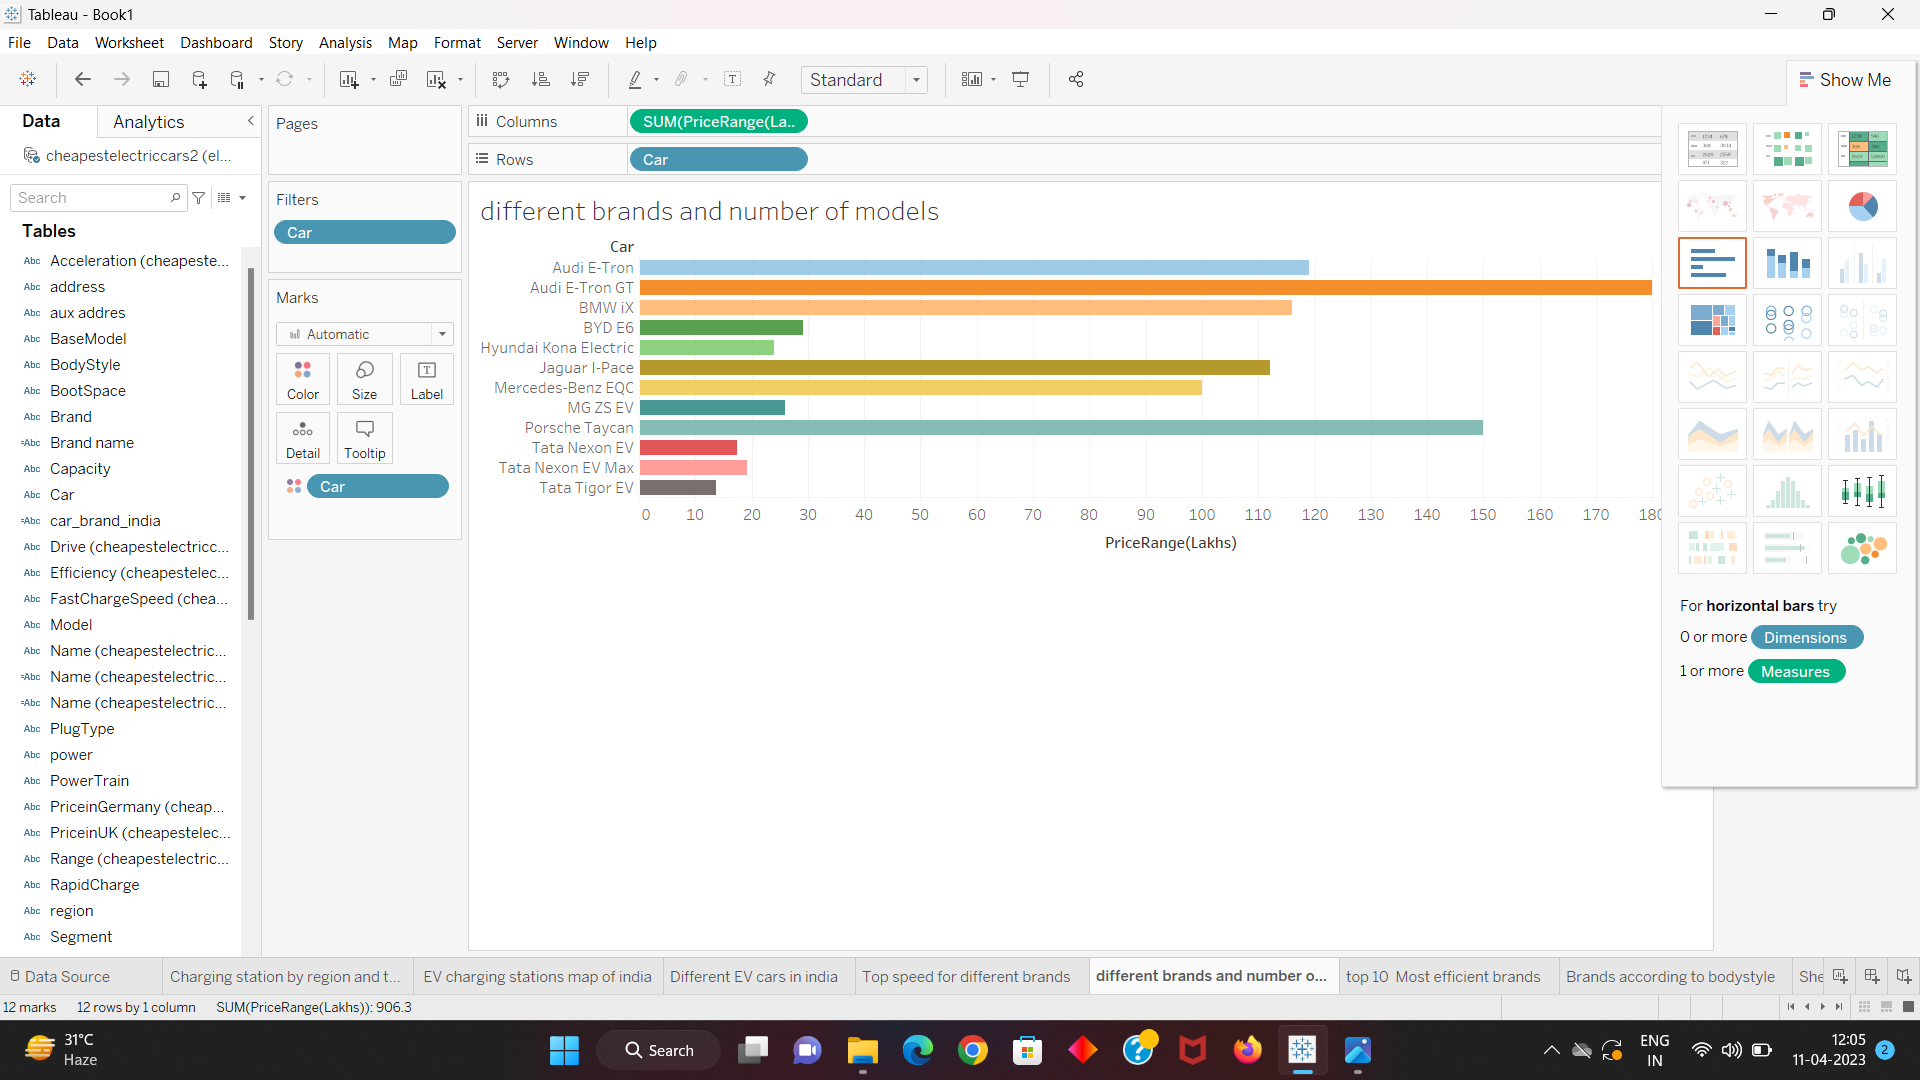 Tableau - Book1
File Data Worksheet Dashboard Story Analysis Map Format Server Window Help
Standard
Show Me
Data
Analytics
cheapestelectriccars2 (el...
Search
Tables
Abc Acceleration (cheapeste...
Abc address
Abc aux addres
Abc BaseModel
Abc BodyStyle
Abc BootSpace
Abc Brand
=Abc Brand name
Abc Capacity
Abc Car
=Abc car_brand_india
Abc Drive (cheapestelectricc...
Abc Efficiency (cheapestelec...
Abc FastChargeSpeed (chea...
Abc Model
Abc Name (cheapestelectric...
=Abc Name (cheapestelectric...
=Abc Name (cheapestelectric...
Abc PlugType
Abc power
Abc PowerTrain
Abc PriceinGermany (cheap...
Abc PriceinUK (cheapestelec...
Abc Range (cheapestelectric...
Abc RapidCharge
Abc region
Abc Segment
Pages
Filters
Car
Marks
Automatic
Color Size Label
Detail Tooltip
Car
Columns SUM(PriceRange(La..
Rows Car
different brands and number of models
Car
Audi E-Tron
Audi E-Tron GT
BMW iX
BYD E6
Hyundai Kona Electric
Jaguar I-Pace
Mercedes-Benz EQC
MG ZS EV
Porsche Taycan
Tata Nexon EV
Tata Nexon EV Max
Tata Tigor EV
0 10 20 30 40 50 60 70 80 90 100 110 120 130 140 150 160 170 180
PriceRange(Lakhs)
For horizontal bars try
0 or more Dimensions
1 or more Measures
Data Source Charging station by region and t... EV charging stations map of india Different EV cars in india Top speed for different brands different brands and number o... top 10 Most efficient brands Brands according to bodystyle She
12 marks 12 rows by 1 column SUM(PriceRange(Lakhs)): 906.3
31°C
Haze
Search
ENG
IN
12:05
11-04-2023
2